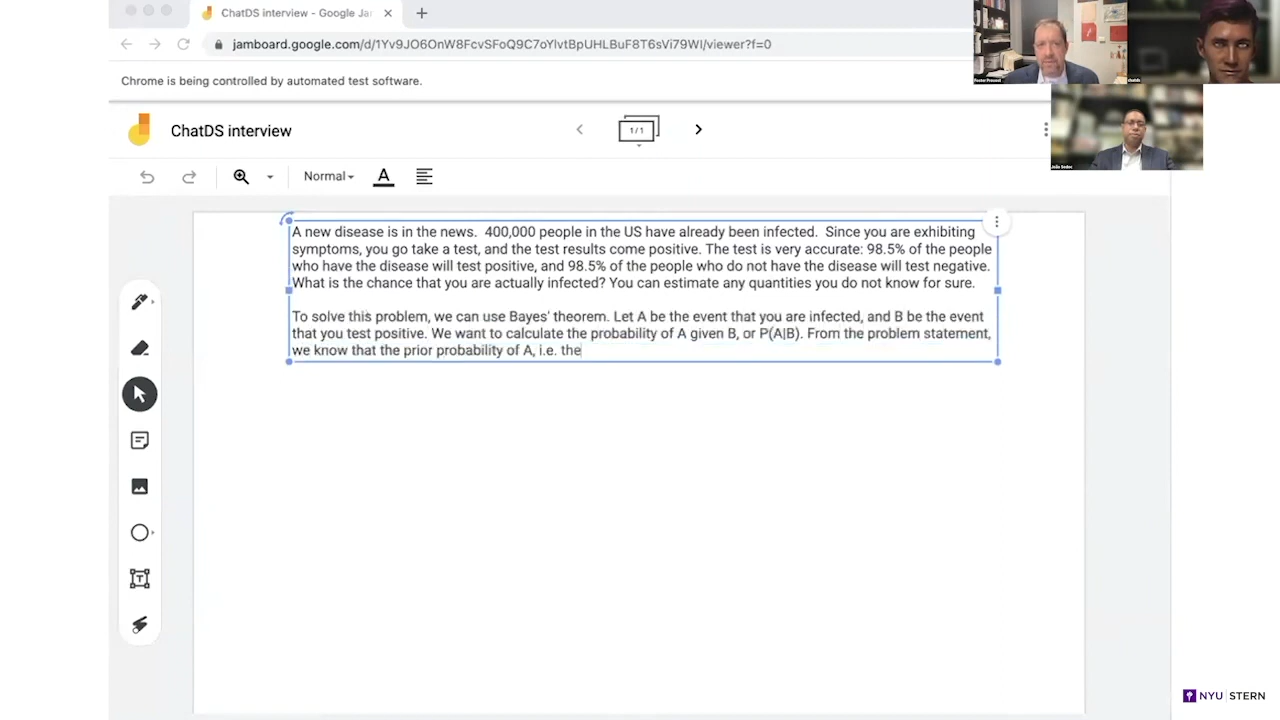 ChatDS interview - Google Ja
jamboard.google.com/d/1Yv9JO6OnW8FcvSFoQ9C7oYlvtBpUHLBuF8T6sVi79WI/viewer?f=0
Chrome is being controlled by automated test software.
ChatDS interview
1/1
Normal
A
A new disease is in the news. 400,000 people in the US have already been infected. Since you are exhibiting
symptoms, you go take a test, and the test results come positive. The test is very accurate: 98.5% of the people
who have the disease will test positive, and 98.5% of the people who do not have the disease will test negative.
What is the chance that you are actually infected? You can estimate any quantities you do not know for sure.
To solve this problem, we can use Bayes' theorem. Let A be the event that you are infected, and B be the event
that you test positive. We want to calculate the probability of A given B, or P(A|B). From the problem statement,
we know that the prior probability of A, i.e. the
Foster Provost
João Sedoc
NYU STERN